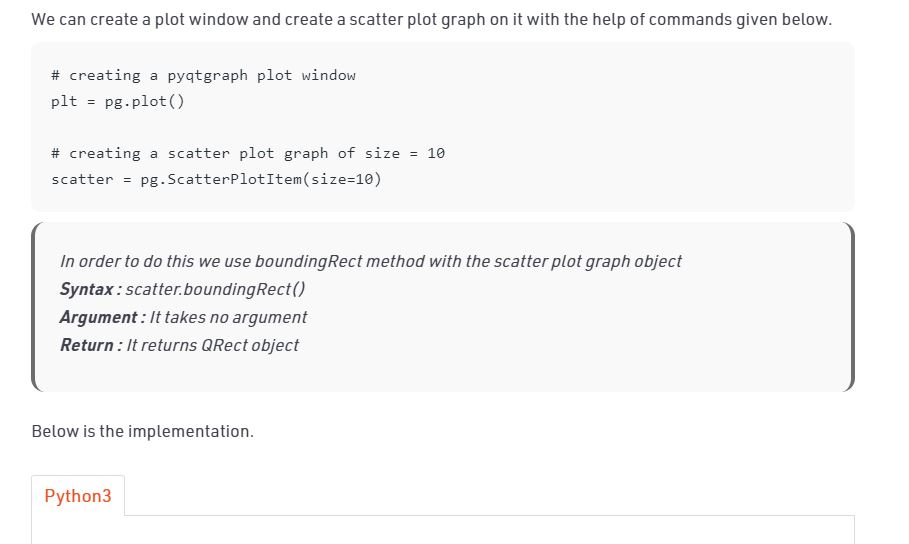 We can create a plot window and create a scatter plot graph on it with the help of commands given below.
# creating a pyqtgraph plot window
plt = pg.plot()
# creating a scatter plot graph of size = 10
scatter = pg.ScatterPlotItem(size=10)
In order to do this we use boundingRect method with the scatter plot graph object
Syntax : scatter.boundingRect()
Argument : It takes no argument
Return : It returns QRect object
Below is the implementation.
Python3